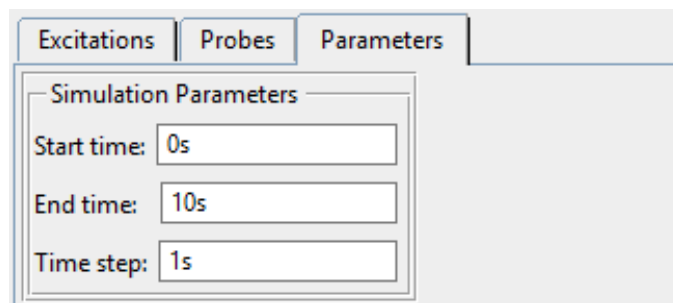 Excitations Probes Parameters
Simulation Parameters
Start time: 0s
End time: 10s
Time step: 1s